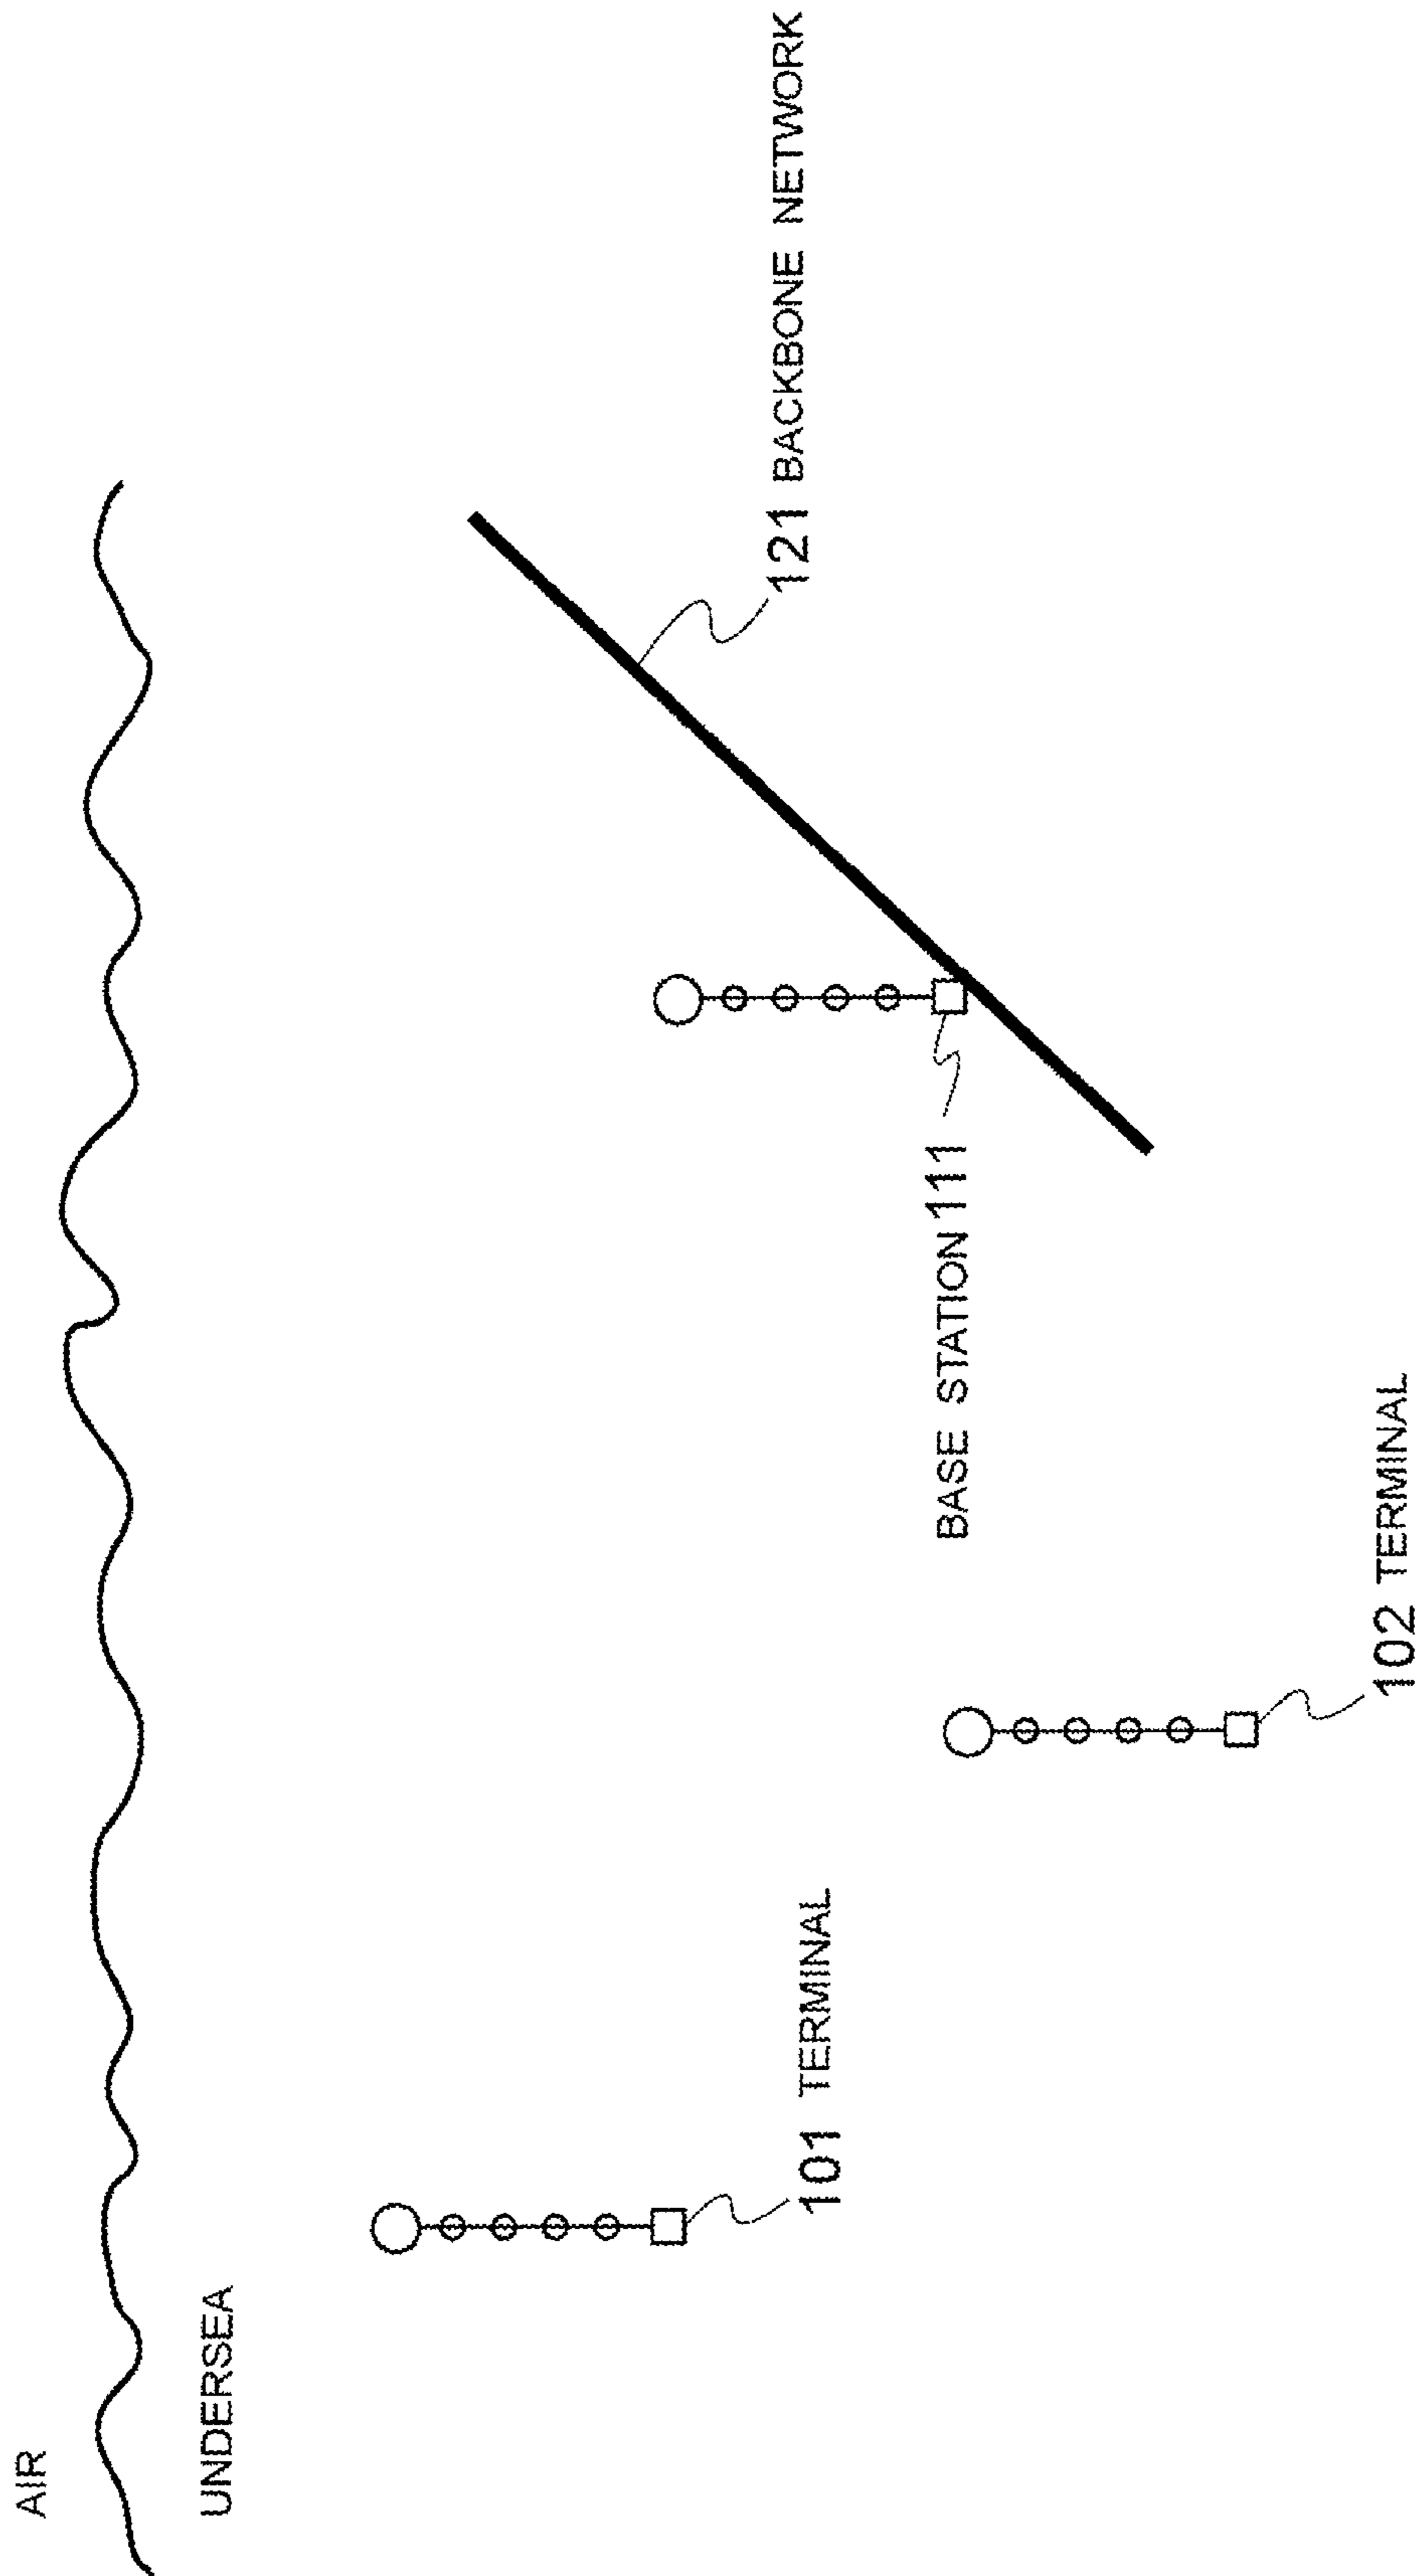 AIR
UNDERSEA
101 TERMINAL
102 TERMINAL
BASE STATION 111
121 BACKBONE NETWORK